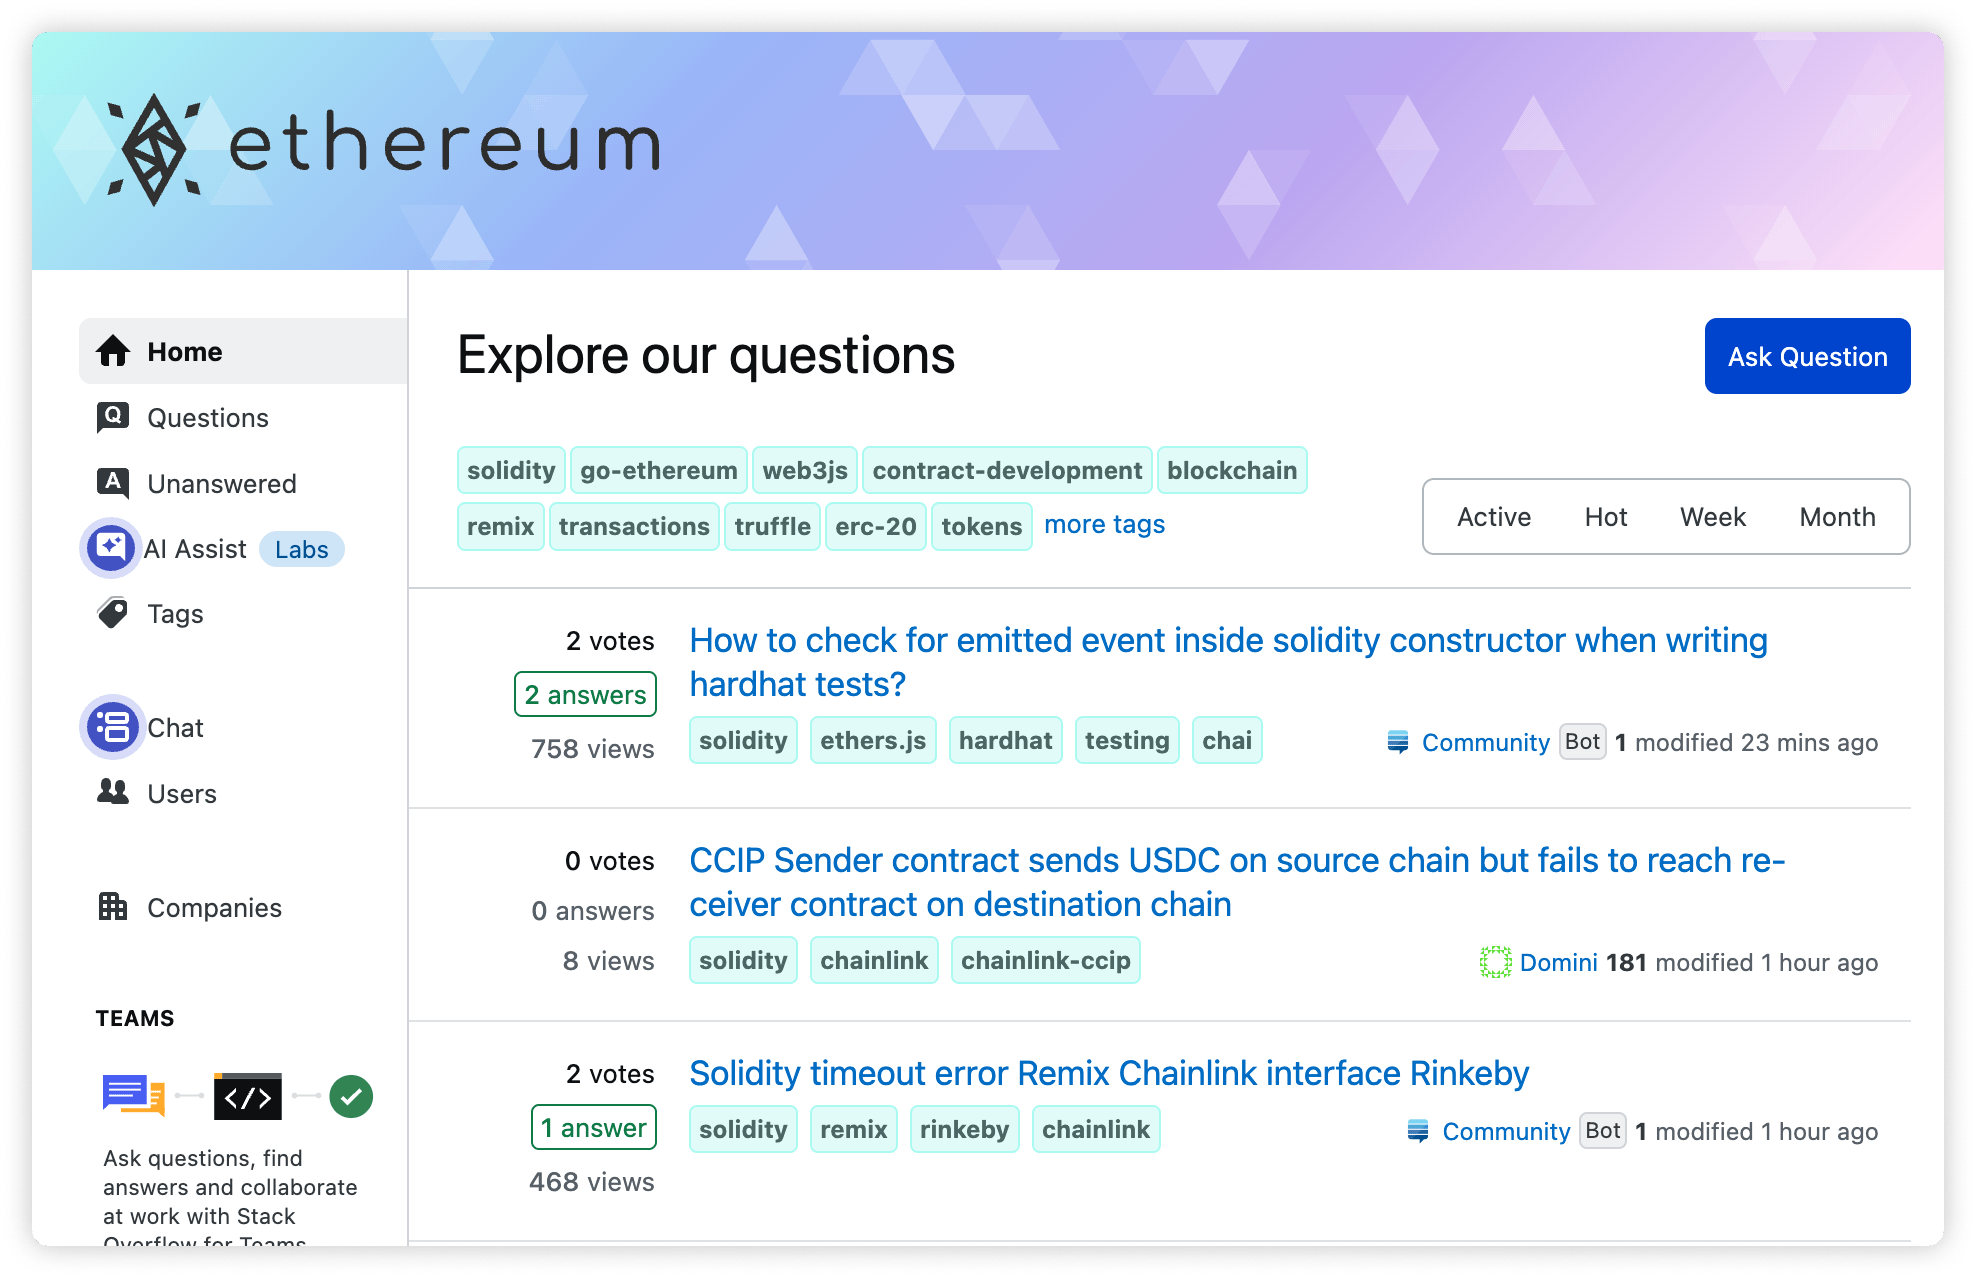 ethereum
Home
Questions
Unanswered
AI Assist Labs
Tags
Chat
Users
Companies
TEAMS
</>
Ask questions, find
answers and collaborate
at work with Stack
Overflow for Teams
Explore our questions
Ask Question
solidity go-ethereum web3js contract-development blockchain
remix transactions truffle erc-20 tokens more tags
Active Hot Week Month
2 votes
2 answers
758 views
How to check for emitted event inside solidity constructor when writing
hardhat tests?
solidity ethers.js hardhat testing chai
Community Bot 1 modified 23 mins ago
0 votes
0 answers
8 views
CCIP Sender contract sends USDC on source chain but fails to reach re-
ceiver contract on destination chain
solidity chainlink chainlink-ccip
Domini 181 modified 1 hour ago
2 votes
1 answer
468 views
Solidity timeout error Remix Chainlink interface Rinkeby
solidity remix rinkeby chainlink
Community Bot 1 modified 1 hour ago